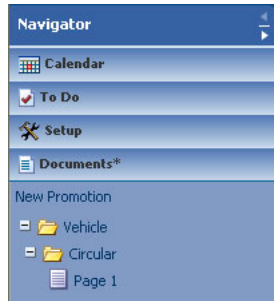 Navigator
Calendar
To Do
Setup
Documents*
New Promotion
Vehicle
Circular
Page 1